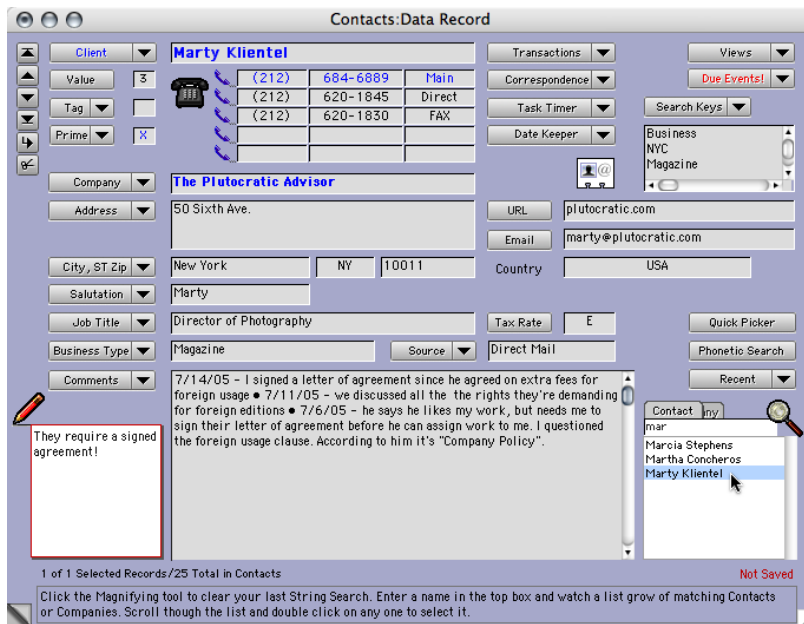 Contacts:Data Record
Client
Marty Klientel
Transactions
Views
Value
3
(212) 684-6889 Main
Correspondence
Due Events!
(212) 620-1845 Direct
Tag
(212) 620-1830 FAX
Task Timer
Search Keys
Prime
X
Date Keeper
Business
NYC
Magazine
@
Company
The Plutocratic Advisor
Address
50 Sixth Ave.
URL
plutocratic.com
Email
marty@plutocratic.com
City, ST Zip
New York
NY
10011
Country
USA
Salutation
Marty
Job Title
Director of Photography
Tax Rate
E
Quick Picker
Business Type
Magazine
Source
Direct Mail
Phonetic Search
Comments
7/14/05 - I signed a letter of agreement since he agreed on extra fees for
foreign usage ● 7/11/05 - we discussed all the the rights they're demanding
for foreign editions ● 7/6/05 - he says he likes my work, but needs me to
sign their letter of agreement before he can assign work to me. I questioned
the foreign usage clause. According to him it's "Company Policy".
Recent
They require a signed
agreement!
Contact
ny
mar
Marcia Stephens
Martha Concheros
Marty Klientel
1 of 1 Selected Records/25 Total in Contacts
Not Saved
Click the Magnifying tool to clear your last String Search. Enter a name in the top box and watch a list grow of matching Contacts
or Companies. Scroll though the list and double click on any one to select it.